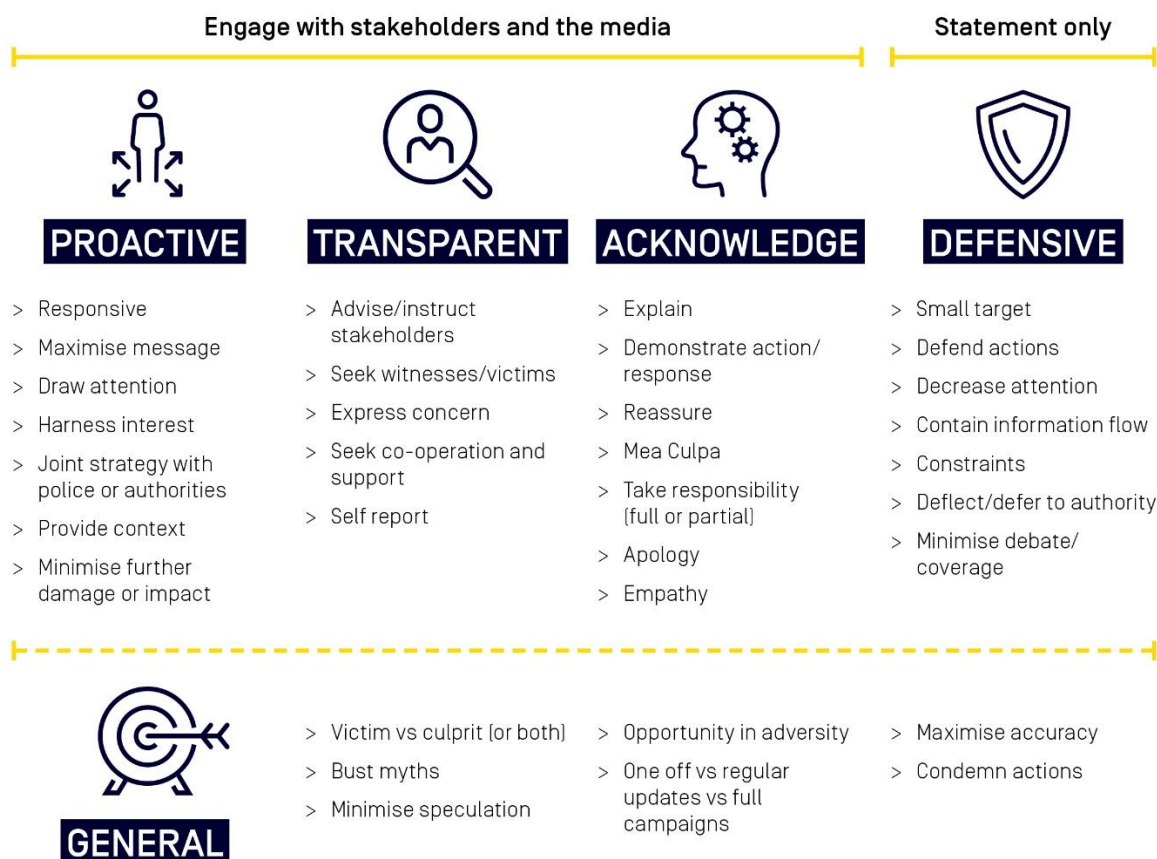 Engage with stakeholders and the media
Statement only
PROACTIVE
> Responsive
> Maximise message
> Draw attention
> Harness interest
> Joint strategy with
police or authorities
> Provide context
> Minimise further
damage or impact
TRANSPARENT
> Advise/instruct
stakeholders
> Seek witnesses/victims
> Express concern
> Seek co-operation and
support
> Self report
ACKNOWLEDGE
> Explain
> Demonstrate action/
response
> Reassure
> Mea Culpa
> Take responsibility
(full or partial)
> Apology
> Empathy
DEFENSIVE
> Small target
> Defend actions
> Decrease attention
> Contain information flow
> Constraints
> Deflect/defer to authority
> Minimise debate/
coverage
GENERAL
> Victim vs culprit (or both)
> Bust myths
> Minimise speculation
> Opportunity in adversity
> One off vs regular
updates vs full
campaigns
> Maximise accuracy
> Condemn actions